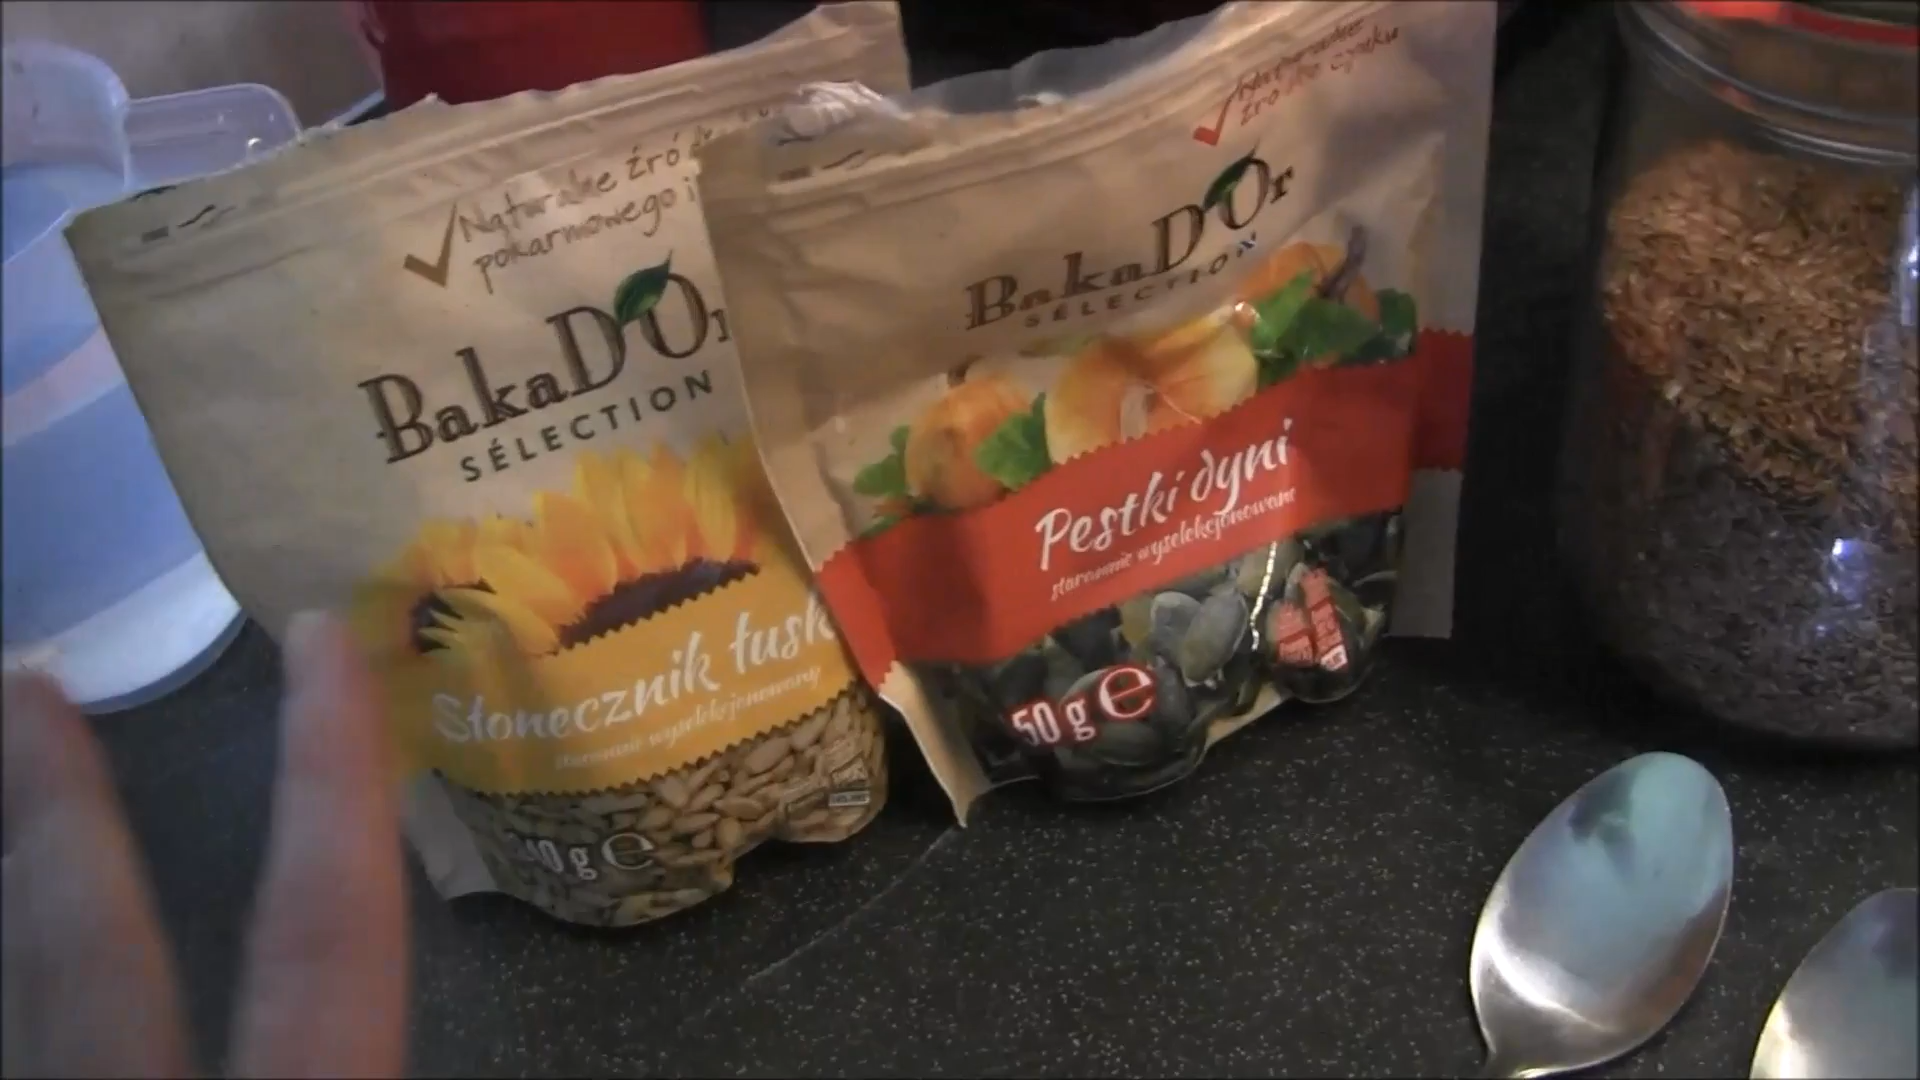 Naturalne
pokarmowego
BakaD'Or
SÉLECTION
Słonecznik łusk
starannie wyselekcjonowany
g e
Naturalne
źródło cynku
BakaD'Or
SÉLECTION
Pestki dyni
starannie wyselekcjonowane
50 g e